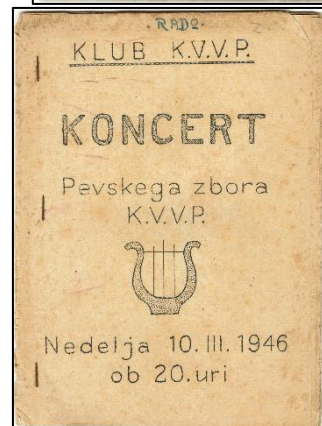 ·RADO·
KLUB K.V.V.P.
KONCERT
Pevskega zbora
K.V.V.P.
Nedelja 10. III. 1946
ob 20.uri